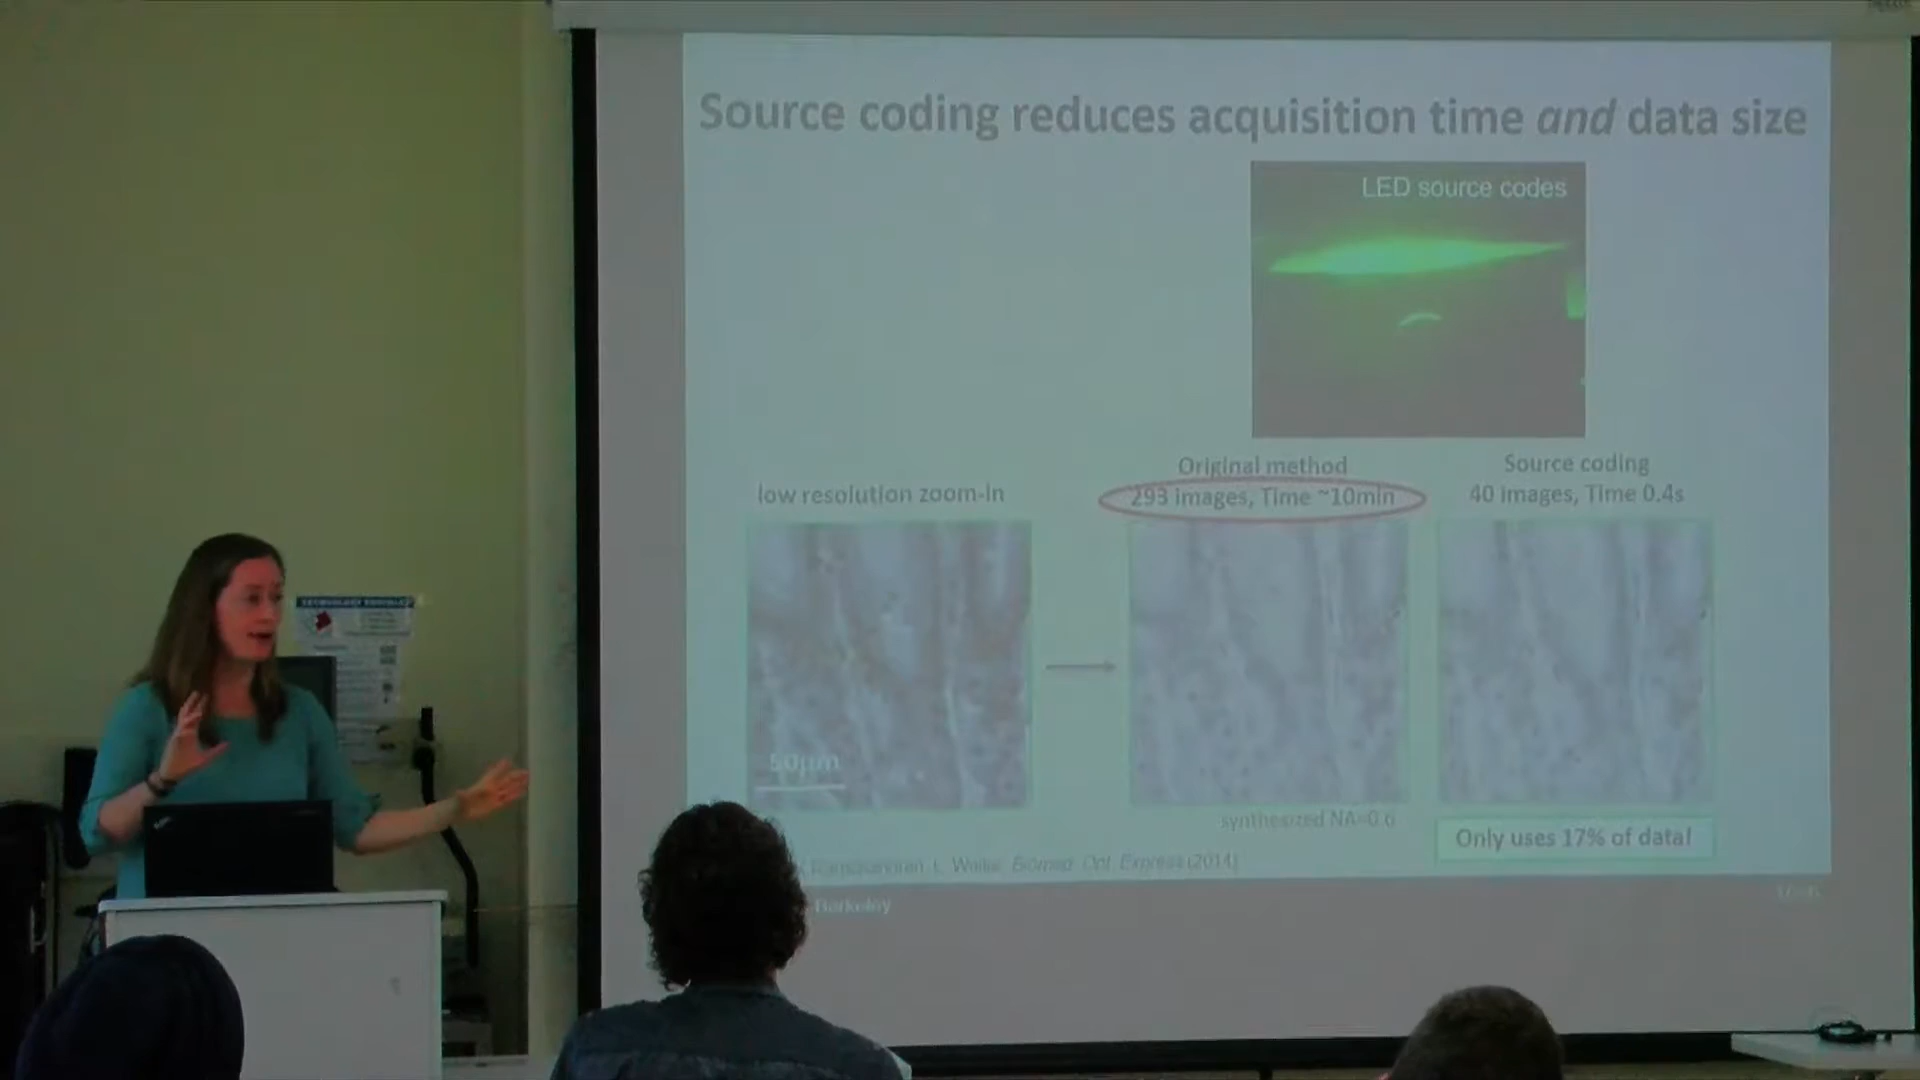 Source coding reduces acquisition time and data size
LED source codes
low resolution zoom-in
Original method
293 images, Time ~10min
Source coding
40 images, Time 0.4s
50μm
synthesized NA=0.6
Only uses 17% of data!
Ramchandran, L. Waller, Biomed. Opt. Express (2014)
Berkeley